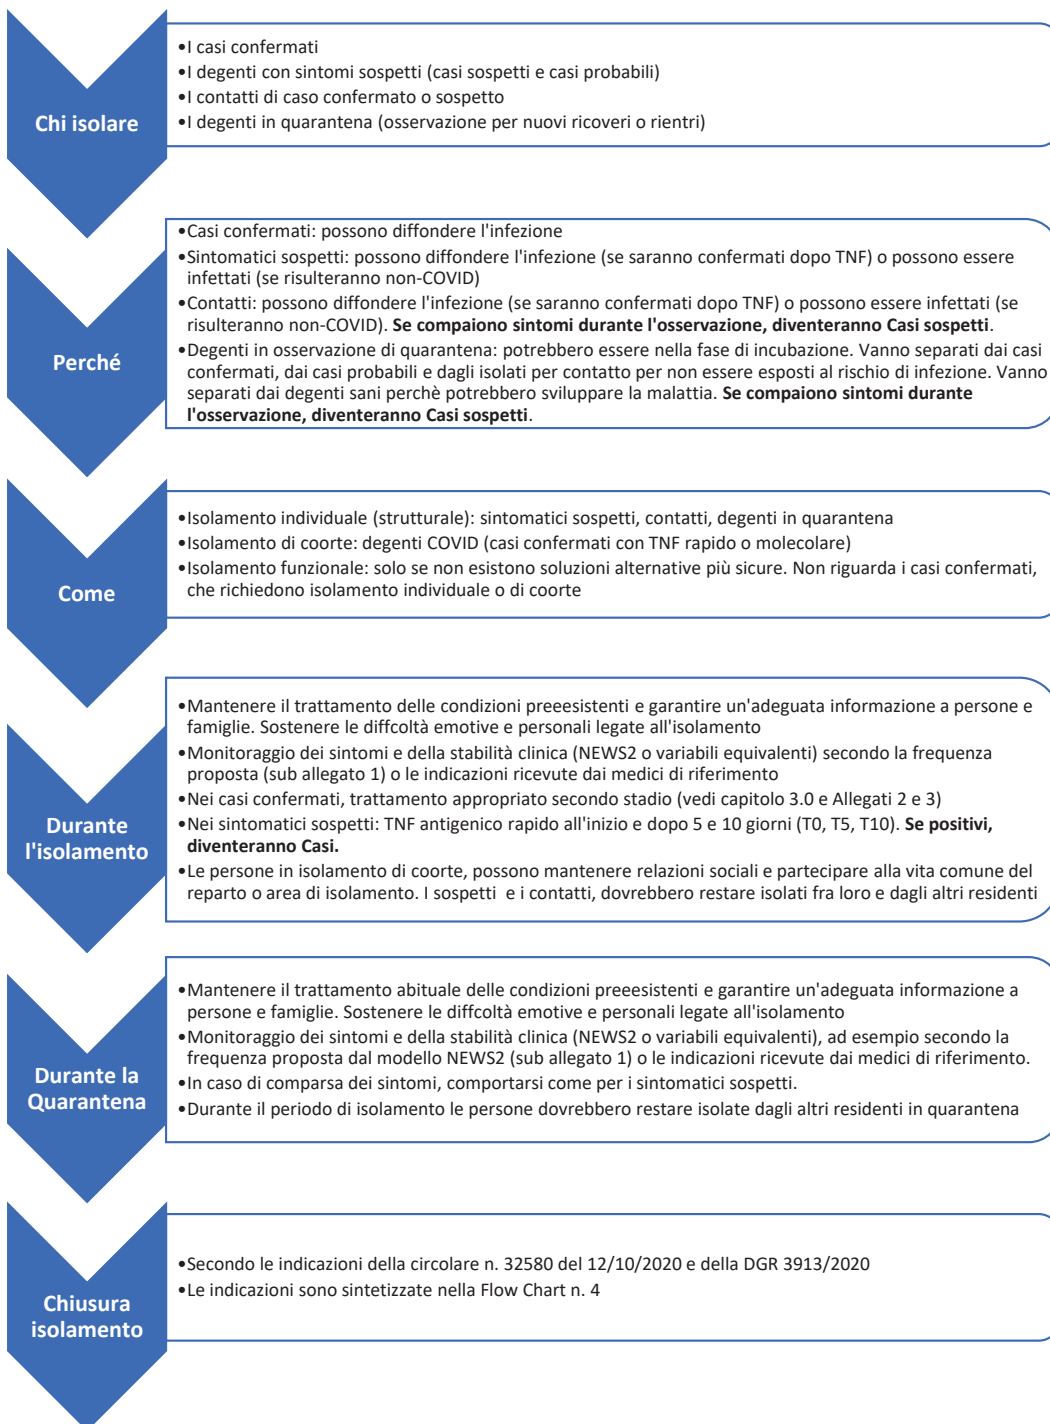 Chi isolare
•I casi confermati
•I degenti con sintomi sospetti (casi sospetti e casi probabili)
•I contatti di caso confermato o sospetto
•I degenti in quarantena (osservazione per nuovi ricoveri o rientri)
Perché
•Casi confermati: possono diffondere l'infezione
•Sintomatici sospetti: possono diffondere l'infezione (se saranno confermati dopo TNF) o possono essere
infettati (se risulteranno non-COVID)
•Contatti: possono diffondere l'infezione (se saranno confermati dopo TNF) o possono essere infettati (se
risulteranno non-COVID). Se compaiono sintomi durante l'osservazione, diventeranno Casi sospetti.
•Degenti in osservazione di quarantena: potrebbero essere nella fase di incubazione. Vanno separati dai casi
confermati, dai casi probabili e dagli isolati per contatto per non essere esposti al rischio di infezione. Vanno
separati dai degenti sani perchè potrebbero sviluppare la malattia. Se compaiono sintomi durante
l'osservazione, diventeranno Casi sospetti.
Come
•Isolamento individuale (strutturale): sintomatici sospetti, contatti, degenti in quarantena
•Isolamento di coorte: degenti COVID (casi confermati con TNF rapido o molecolare)
•Isolamento funzionale: solo se non esistono soluzioni alternative più sicure. Non riguarda i casi confermati,
che richiedono isolamento individuale o di coorte
Durante
l'isolamento
•Mantenere il trattamento delle condizioni preeesistenti e garantire un'adeguata informazione a persone e
famiglie. Sostenere le diffcoltà emotive e personali legate all'isolamento
•Monitoraggio dei sintomi e della stabilità clinica (NEWS2 o variabili equivalenti) secondo la frequenza
proposta (sub allegato 1) o le indicazioni ricevute dai medici di riferimento
•Nei casi confermati, trattamento appropriato secondo stadio (vedi capitolo 3.0 e Allegati 2 e 3)
•Nei sintomatici sospetti: TNF antigenico rapido all'inizio e dopo 5 e 10 giorni (T0, T5, T10). Se positivi,
diventeranno Casi.
•Le persone in isolamento di coorte, possono mantenere relazioni sociali e partecipare alla vita comune del
reparto o area di isolamento. I sospetti e i contatti, dovrebbero restare isolati fra loro e dagli altri residenti
Durante la
Quarantena
•Mantenere il trattamento abituale delle condizioni preeesistenti e garantire un'adeguata informazione a
persone e famiglie. Sostenere le diffcoltà emotive e personali legate all'isolamento
•Monitoraggio dei sintomi e della stabilità clinica (NEWS2 o variabili equivalenti), ad esempio secondo la
frequenza proposta dal modello NEWS2 (sub allegato 1) o le indicazioni ricevute dai medici di riferimento.
•In caso di comparsa dei sintomi, comportarsi come per i sintomatici sospetti.
•Durante il periodo di isolamento le persone dovrebbero restare isolate dagli altri residenti in quarantena
Chiusura
isolamento
•Secondo le indicazioni della circolare n. 32580 del 12/10/2020 e della DGR 3913/2020
•Le indicazioni sono sintetizzate nella Flow Chart n. 4